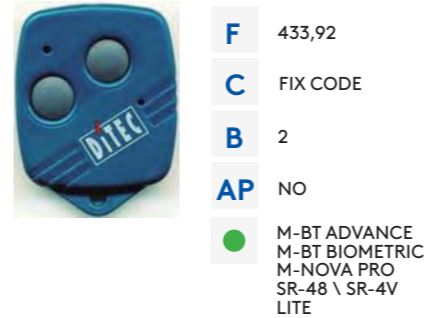 DITEC
F 433,92
C FIX CODE
B 2
AP NO
M-BT ADVANCE
M-BT BIOMETRIC
M-NOVA PRO
SR-48 \ SR-4V
LITE